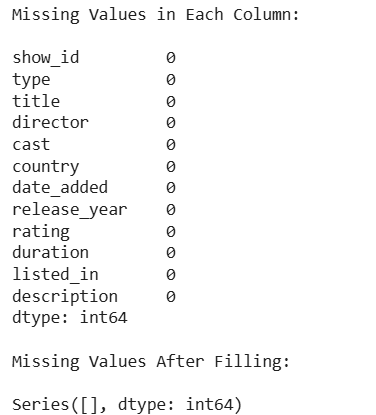 Missing Values in Each Column:
show_id 0
type 0
title 0
director 0
cast 0
country 0
date_added 0
release_year 0
rating 0
duration 0
listed_in 0
description 0
dtype: int64
Missing Values After Filling:
Series([], dtype: int64)